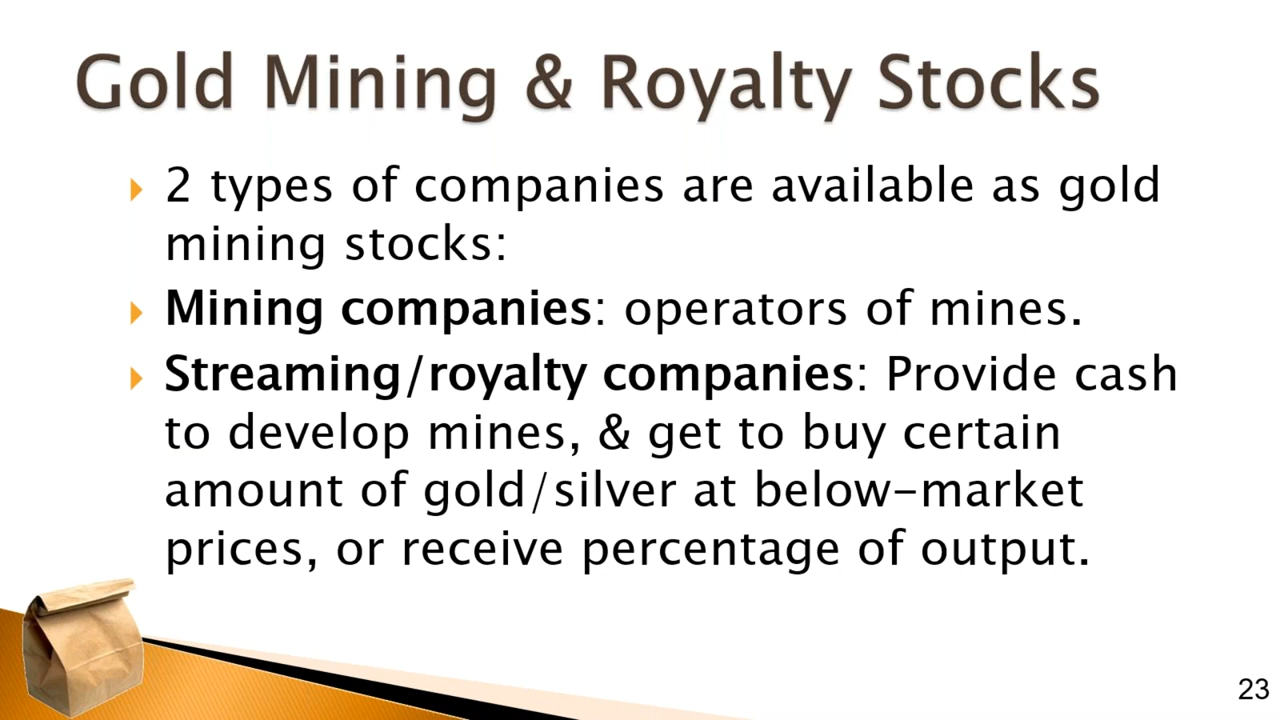 Gold Mining & Royalty Stocks
2 types of companies are available as gold
mining stocks:
Mining companies: operators of mines.
Streaming/royalty companies: Provide cash
to develop mines, & get to buy certain
amount of gold/silver at below-market
prices, or receive percentage of output.
23